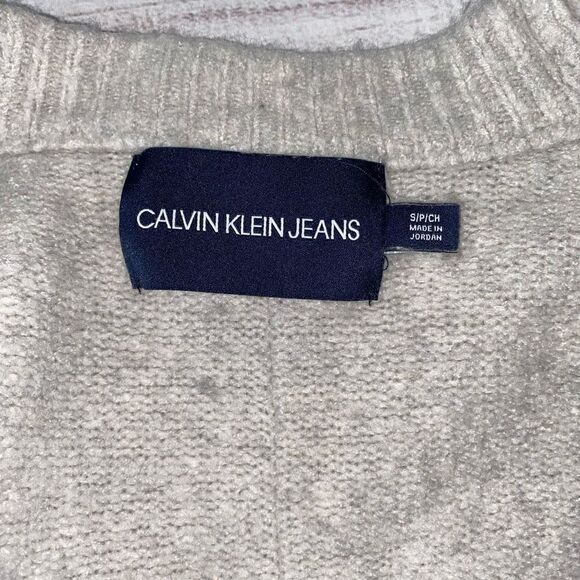 CALVIN KLEIN JEANS
S/P/CH
MADE IN
JORDAN